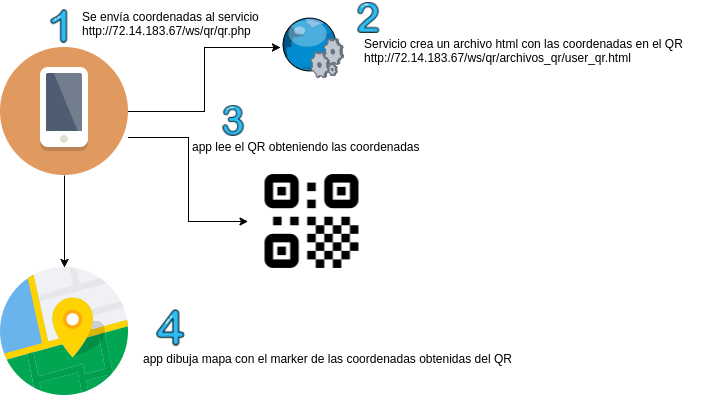 1
Se envía coordenadas al servicio
http://72.14.183.67/ws/qr/qr.php
2
Servicio crea un archivo html con las coordenadas en el QR
http://72.14.183.67/ws/qr/archivos_qr/user_qr.html
3
app lee el QR obteniendo las coordenadas
4
app dibuja mapa con el marker de las coordenadas obtenidas del QR